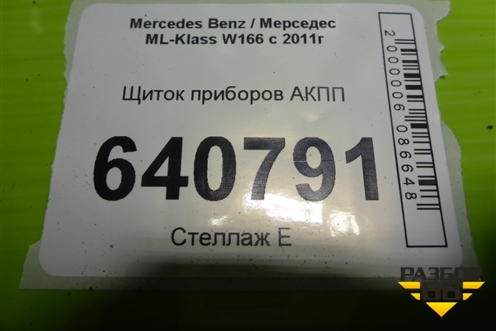 Mercedes Benz / Мерседес
ML-Klass W166 с 2011г
Щиток приборов АКПП
640791
Стеллаж Е
2000006086648
РАЗБОР